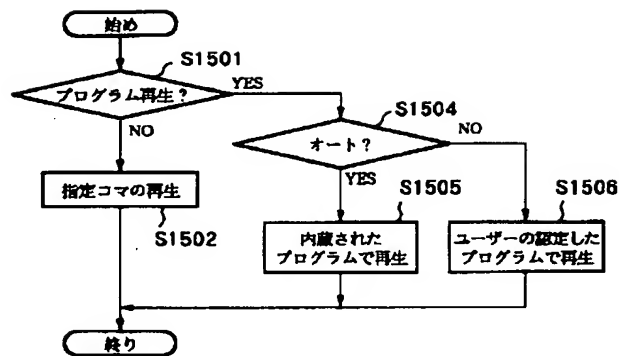 始め
S1501
プログラム再生？
YES
NO
S1504
オート？
NO
YES
指定コマの再生
S1502
S1505
内蔵された
プログラムで再生
S1506
ユーザーの認定した
プログラムで再生
終り